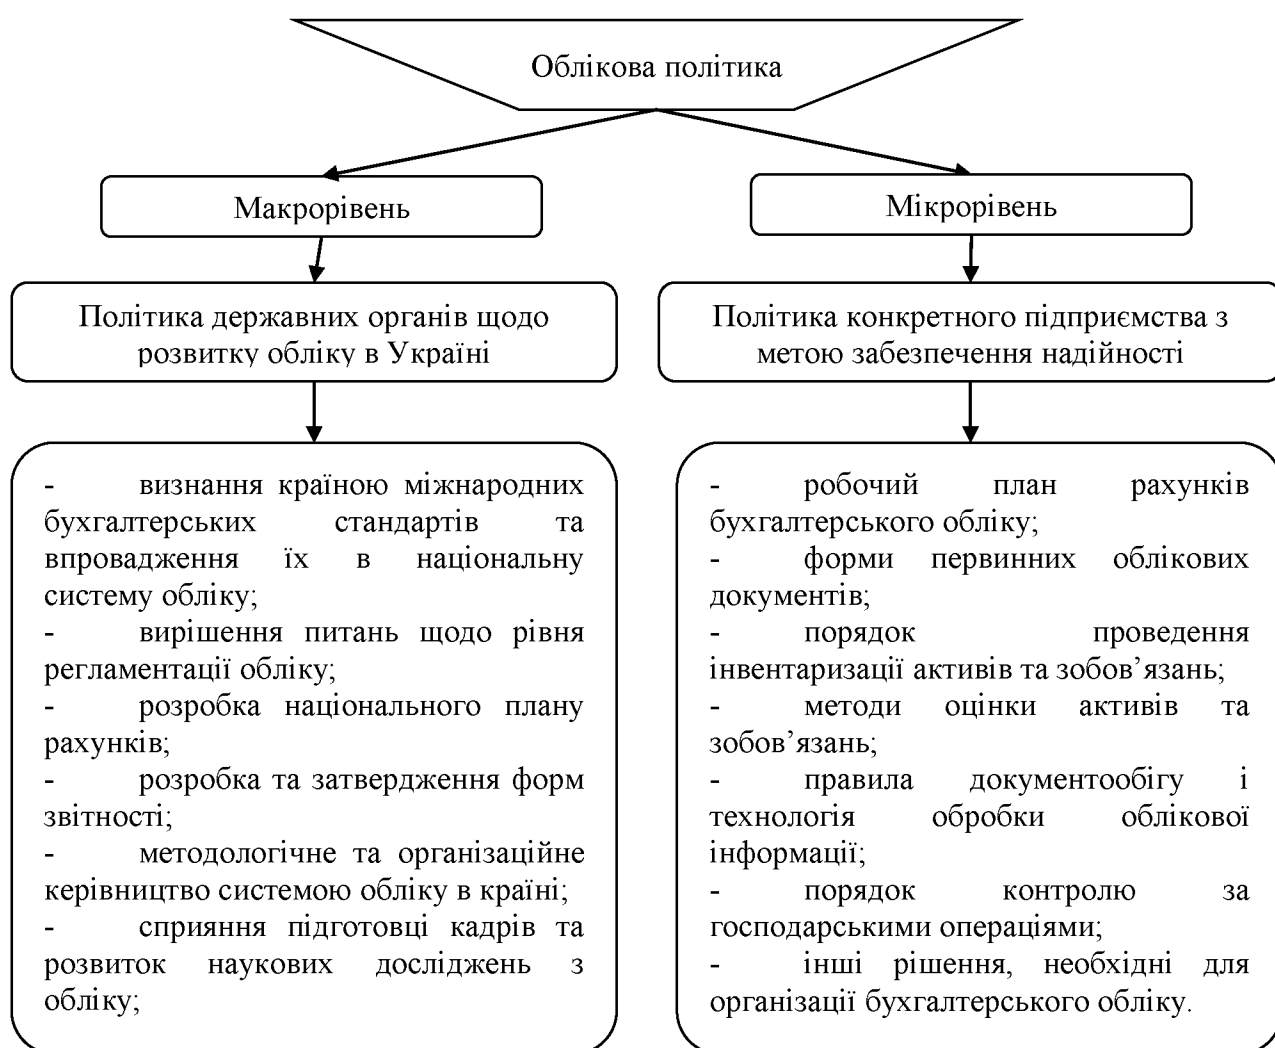 Облікова політика
Макрорівень
Мікрорівень
Політика державних органів щодо
розвитку обліку в Україні
Політика конкретного підприємства з
метою забезпечення надійності
- визнання країною міжнародних
бухгалтерських стандартів та
впровадження їх в національну
систему обліку;
- вирішення питань щодо рівня
регламентації обліку;
- розробка національного плану
рахунків;
- розробка та затвердження форм
звітності;
- методологічне та організаційне
керівництво системою обліку в країні;
- сприяння підготовці кадрів та
розвиток наукових досліджень з
обліку;
- робочий план рахунків
бухгалтерського обліку;
- форми первинних облікових
документів;
- порядок проведення
інвентаризації активів та зобов’язань;
- методи оцінки активів та
зобов’язань;
- правила документообігу і
технологія обробки облікової
інформації;
- порядок контролю за
господарськими операціями;
- інші рішення, необхідні для
організації бухгалтерського обліку.